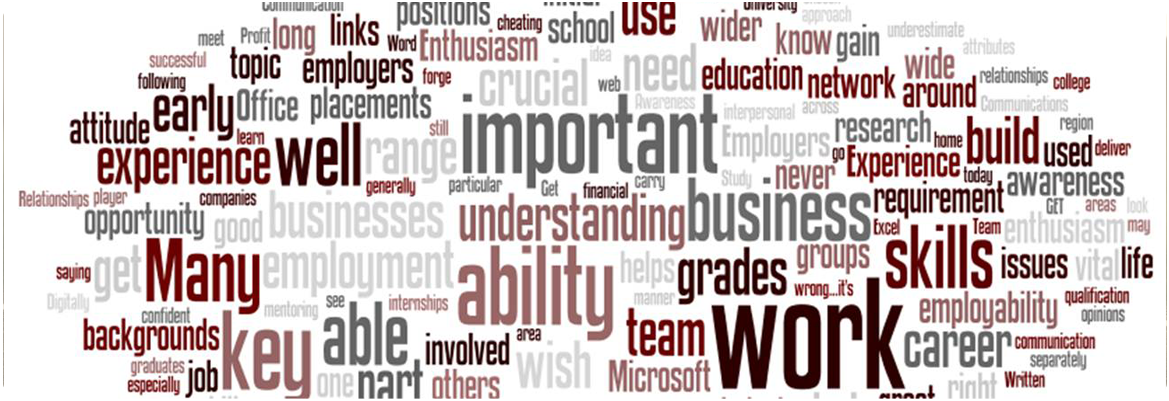 Communication positions initial use University approach
meet Profit long links Word cheating school wider know gain underestimate
successful topic employers Enthusiasm idea attributes
following forge crucial web need education network wide relationships college
early Office placements Awareness around Communications
attitude learn still important interpersonal across research region
experience well range Employers home build used deliver
generally particular Get financial carry Study never go Experience today awareness
Relationships player companies requirement GET areas look
opportunity good businesses understanding business Excel Team enthusiasm may
saying get Many employment ability helps grades groups skills issues vital life
Digitally mentoring see internships manner wrong...it's employability qualification
confident opinions
backgrounds key able involved area team work career communication
graduates wish separately
especially job one part others Microsoft great right Written